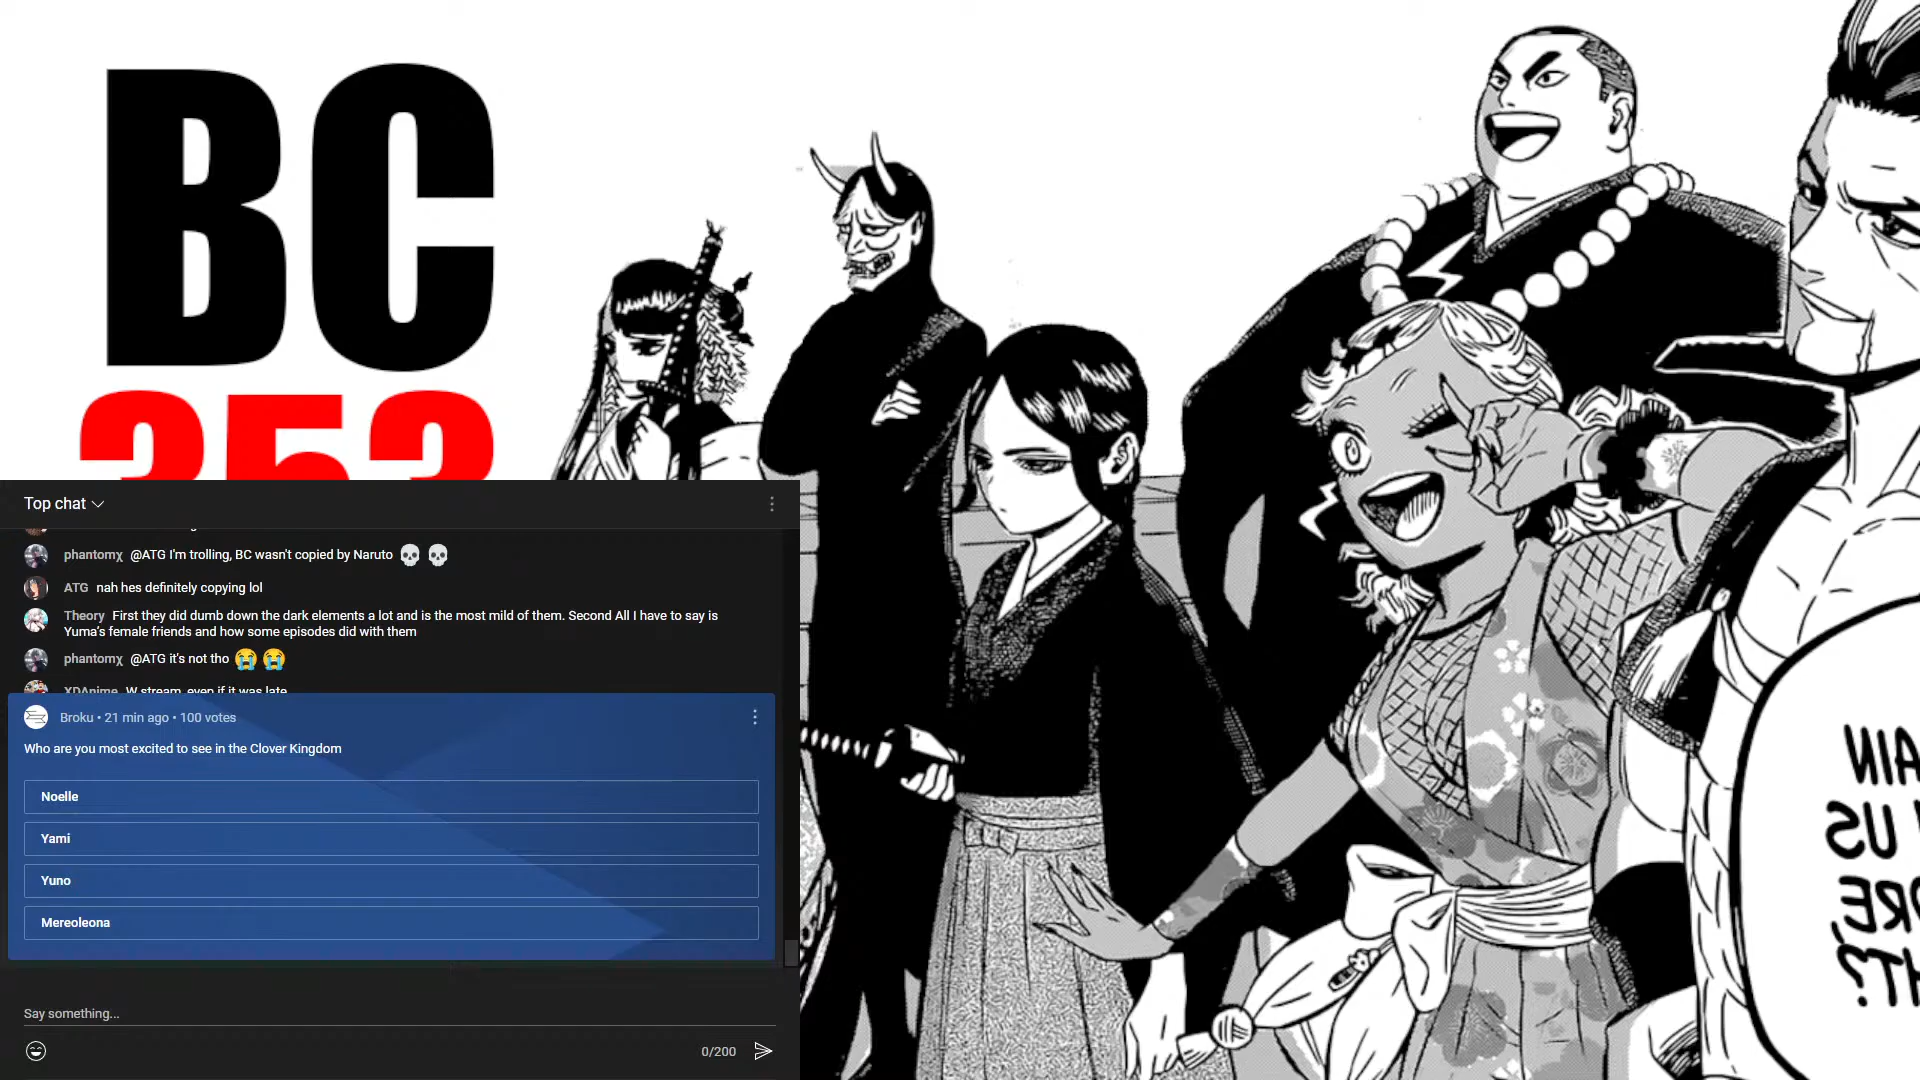 BC
353
Top chat
phantomχ @ATG I'm trolling, BC wasn't copied by Naruto 💀 💀
ATG nah hes definitely copying lol
Theory First they did dumb down the dark elements a lot and is the most mild of them. Second All I have to say is
Yuma's female friends and how some episodes did with them
phantomχ @ATG it's not tho 😭 😭
XDAnime W stream, even if it was late
Broku • 21 min ago • 100 votes
Who are you most excited to see in the Clover Kingdom
Noelle
Yami
Yuno
Mereoleona
Say something...
0/200
US